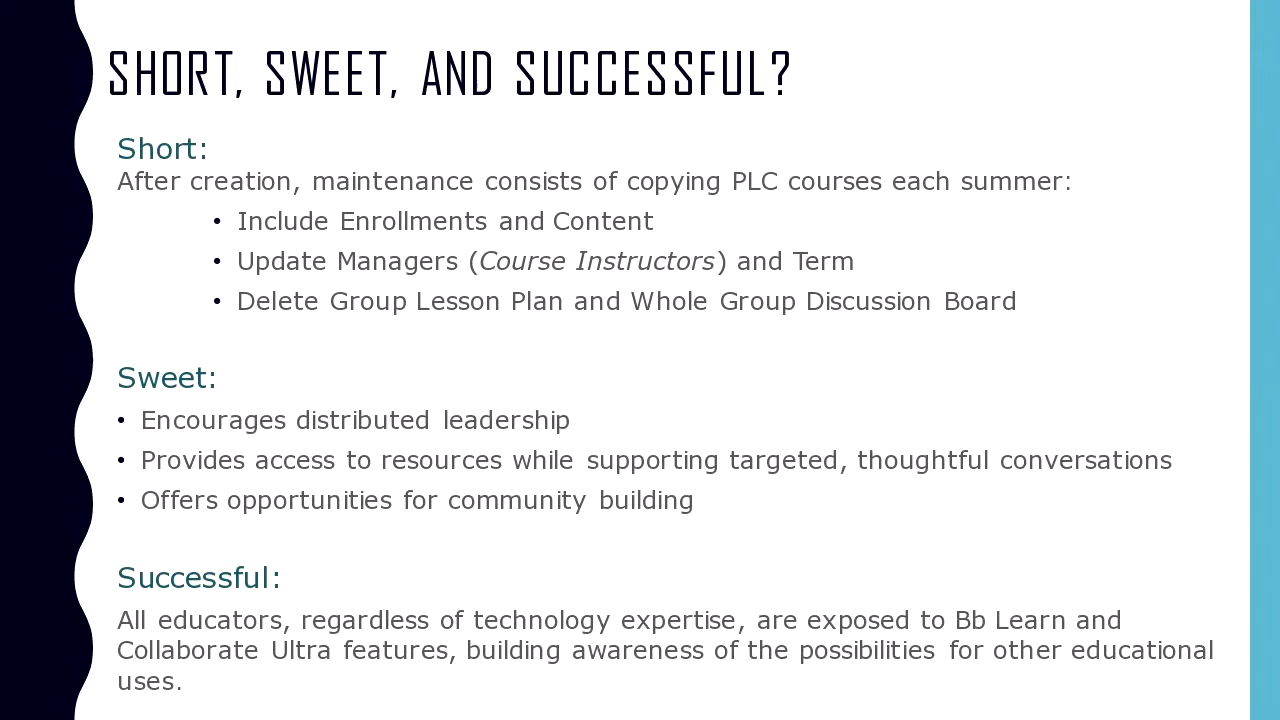 SHORT, SWEET, AND SUCCESSFUL?
Short:
After creation, maintenance consists of copying PLC courses each summer:
• Include Enrollments and Content
• Update Managers (Course Instructors) and Term
• Delete Group Lesson Plan and Whole Group Discussion Board
Sweet:
• Encourages distributed leadership
• Provides access to resources while supporting targeted, thoughtful conversations
• Offers opportunities for community building
Successful:
All educators, regardless of technology expertise, are exposed to Bb Learn and
Collaborate Ultra features, building awareness of the possibilities for other educational
uses.